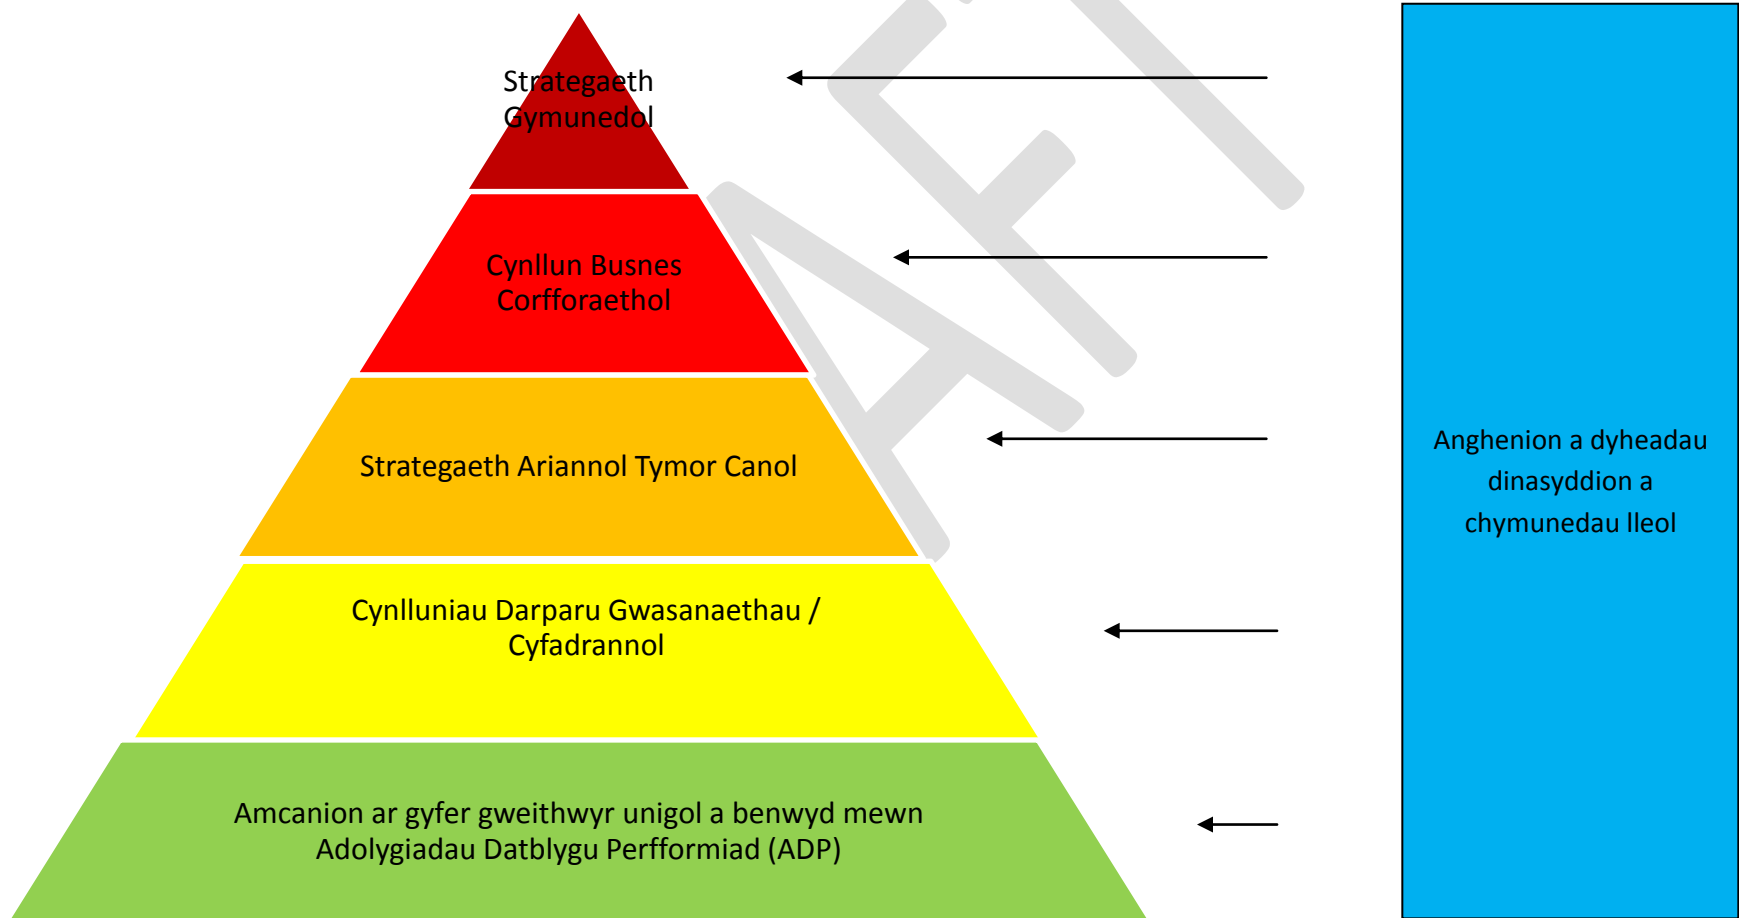 Strategaeth
Gymunedol
Cynllun Busnes
Corfforaethol
Strategaeth Ariannol Tymor Canol
Cynlluniau Darparu Gwasanaethau /
Cyfadrannol
Amcanion ar gyfer gweithwyr unigol a benwyd mewn
Adolygiadau Datblygu Perfformiad (ADP)
Anghenion a dyheadau
dinasyddion a
chymunedau lleol